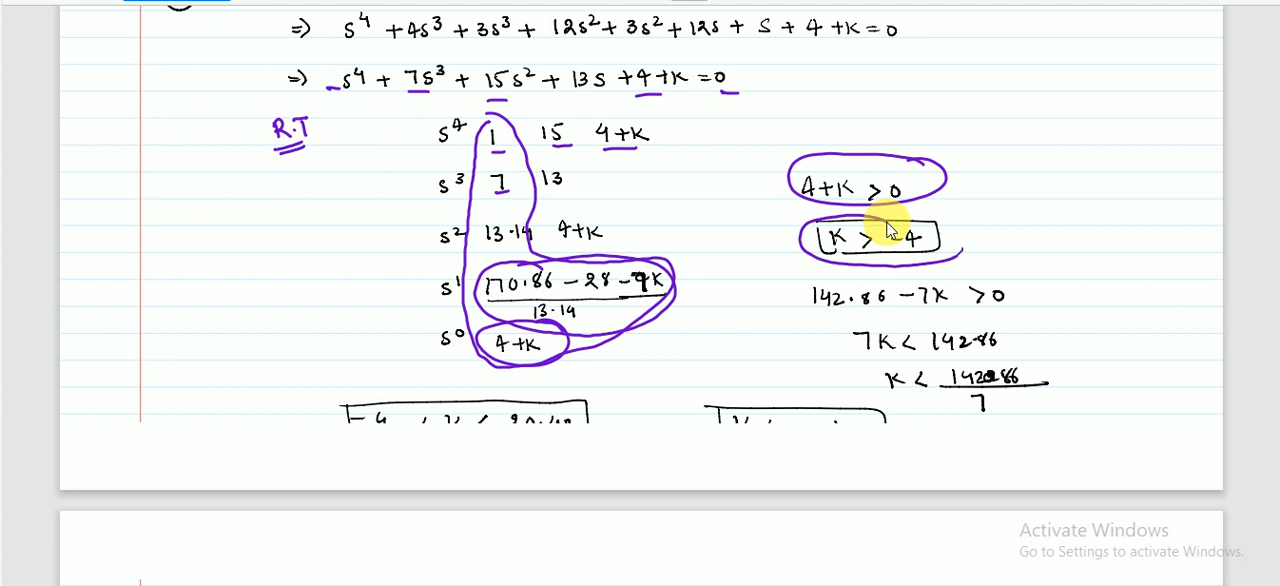 => s⁴ + 4s³ + 3s³ + 12s² + 3s² + 12s + s + 4 + K = 0
=> s⁴ + 7s³ + 15s² + 13s + 4 + K = 0
R.T
s⁴ 1 15 4+K
s³ 7 13
s² 13.14 4+K
s¹ 170.86 - 28 - 7K
13.14
s⁰ 4+K
4+K > 0
K > -4
142.86 - 7K > 0
7K < 142.86
K < 142.86
7
Activate Windows
Go to Settings to activate Windows.